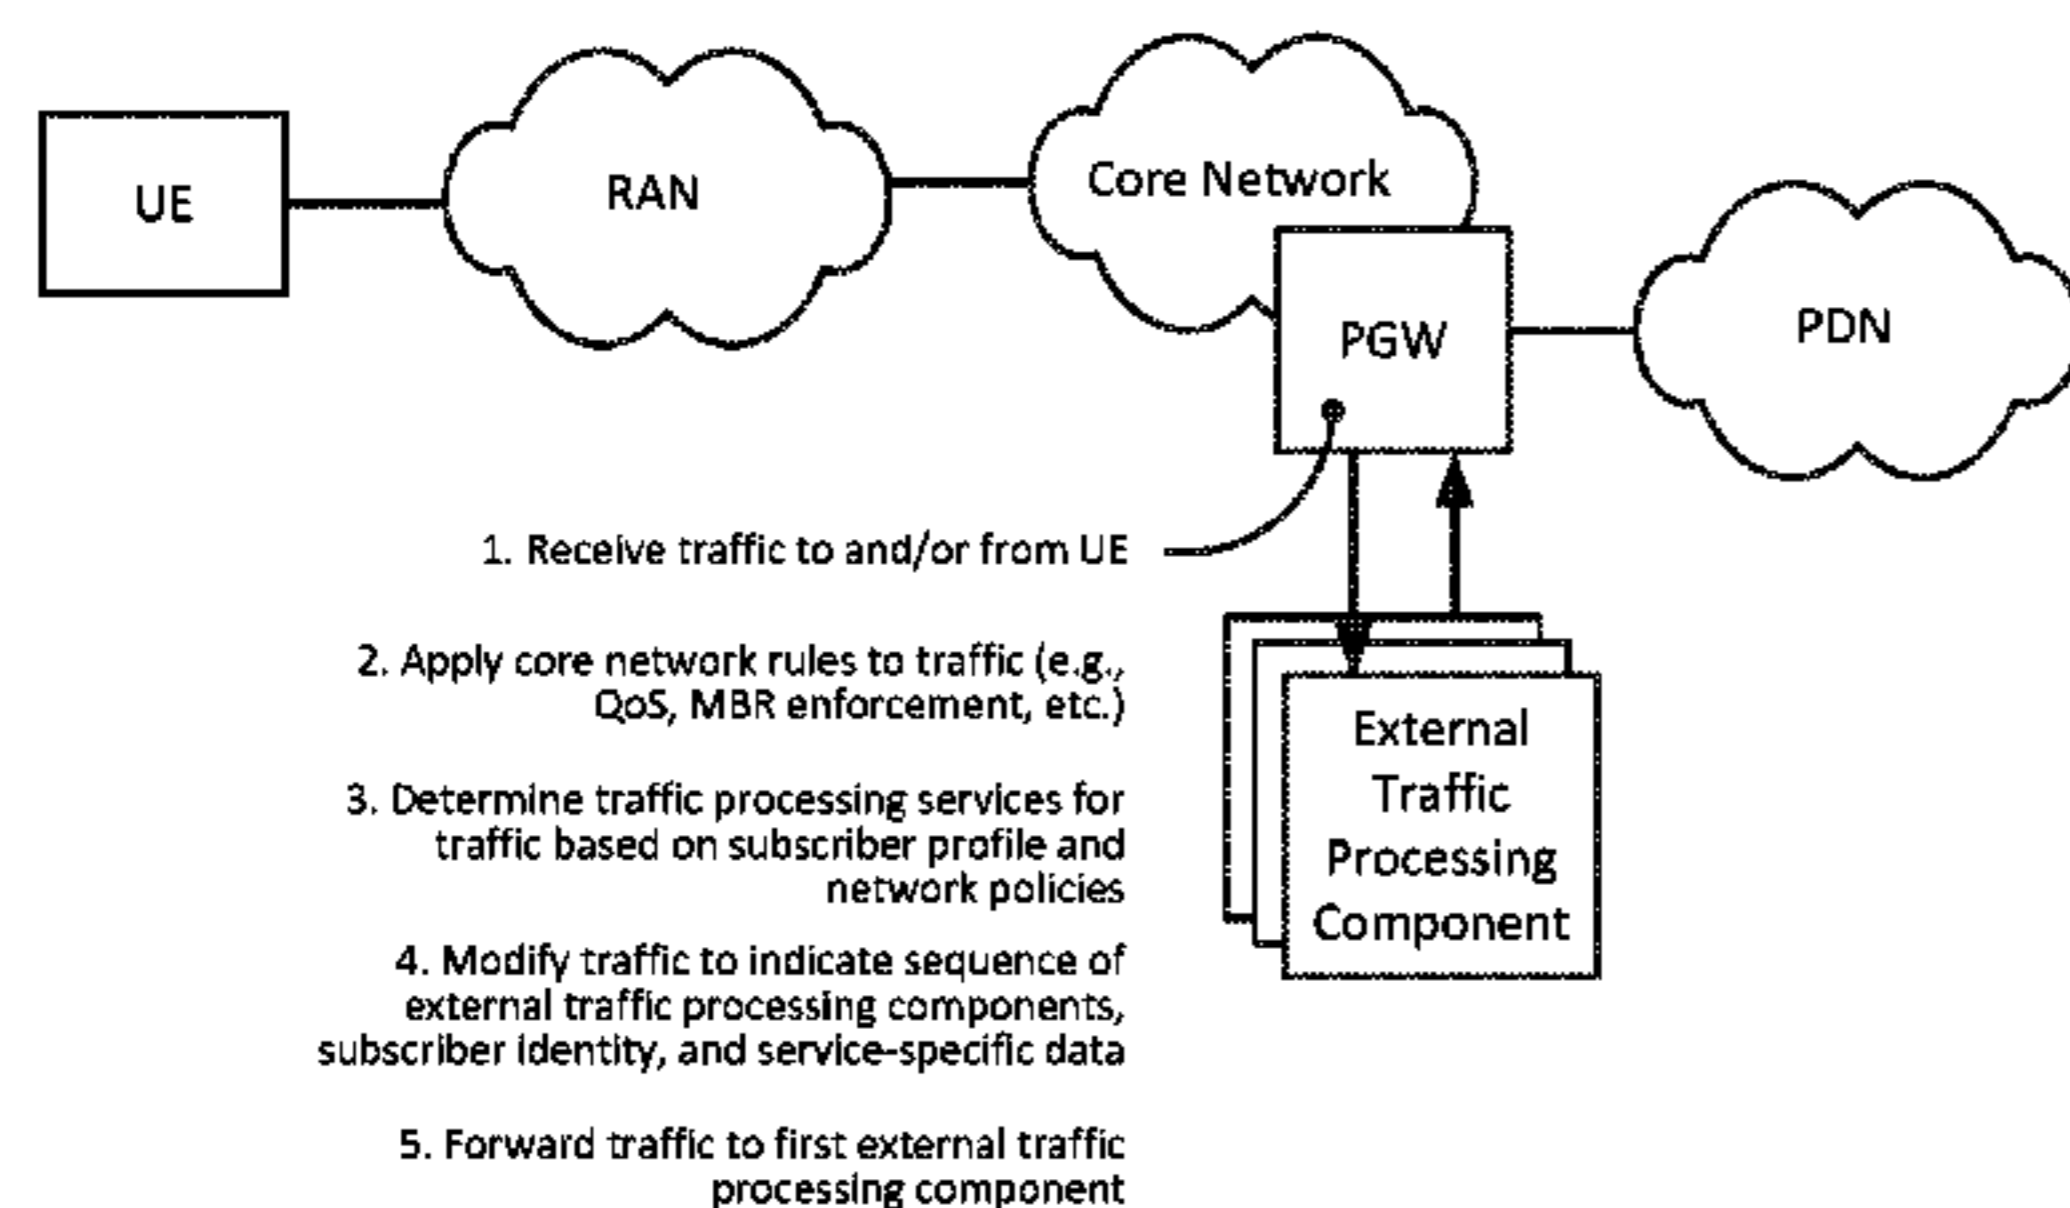 UE
RAN
Core Network
PGW
PDN
1. Receive traffic to and/or from UE
2. Apply core network rules to traffic (e.g.,
QoS, MBR enforcement, etc.)
3. Determine traffic processing services for
traffic based on subscriber profile and
network policies
4. Modify traffic to indicate sequence of
external traffic processing components,
subscriber identity, and service-specific data
5. Forward traffic to first external traffic
processing component
External
Traffic
Processing
Component